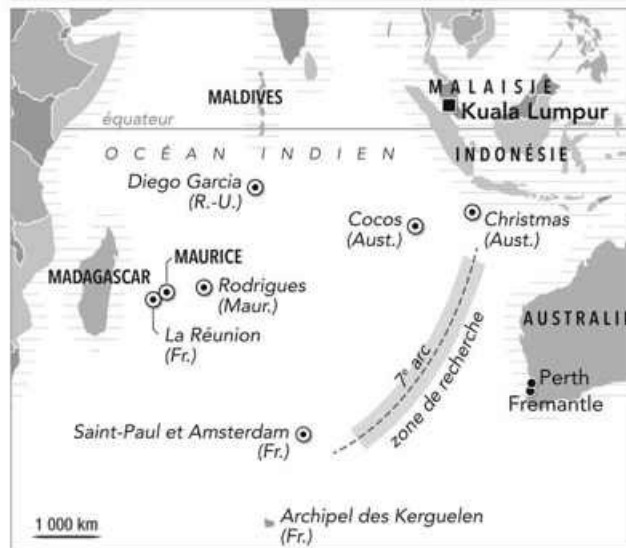 MALDIVES
MALAISIE
Kuala Lumpur
équateur
OCÉAN INDIEN
INDONÉSIE
Diego Garcia
(R.-U.)
Cocos
(Aust.)
Christmas
(Aust.)
MADAGASCAR
MAURICE
Rodrigues
(Maur.)
La Réunion
(Fr.)
AUSTRALI
7e arc
zone de recherche
Perth
Fremantle
Saint-Paul et Amsterdam
(Fr.)
Archipel des Kerguelen
(Fr.)
1 000 km